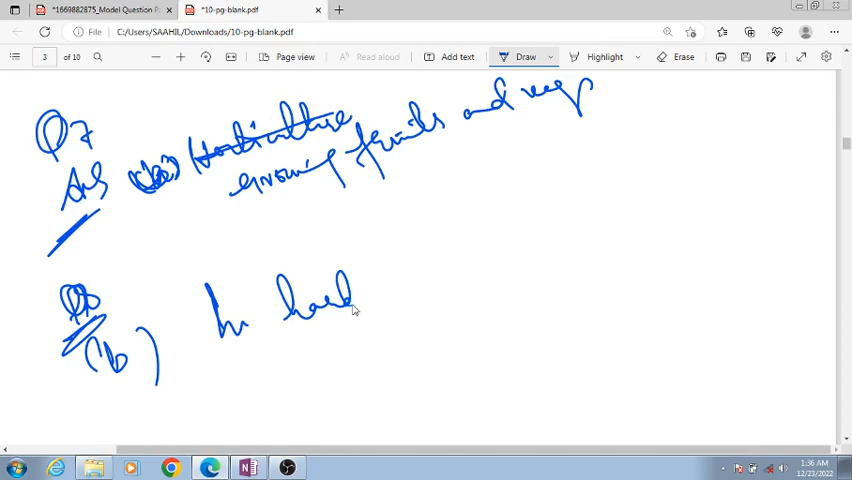 *1669882875_Model Question Pa
*10-pg-blank.pdf
File
C:/Users/SAAHIL/Downloads/10-pg-blank.pdf
3 of 10
Page view
Read aloud
Add text
Draw
Highlight
Erase
Q7
Ans (b) Horticulture
growing fruits and veg
Q8
(b) In hard
1:36 AM
12/23/2022